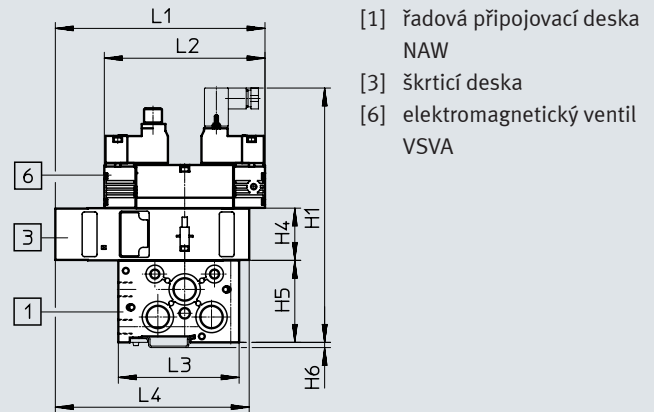 L1
L2
6
3
1
H1
H4
H5
H6
L3
L4
[1] řadová připojovací deska
NAW
[3] škrticí deska
[6] elektromagnetický ventil
VSVA